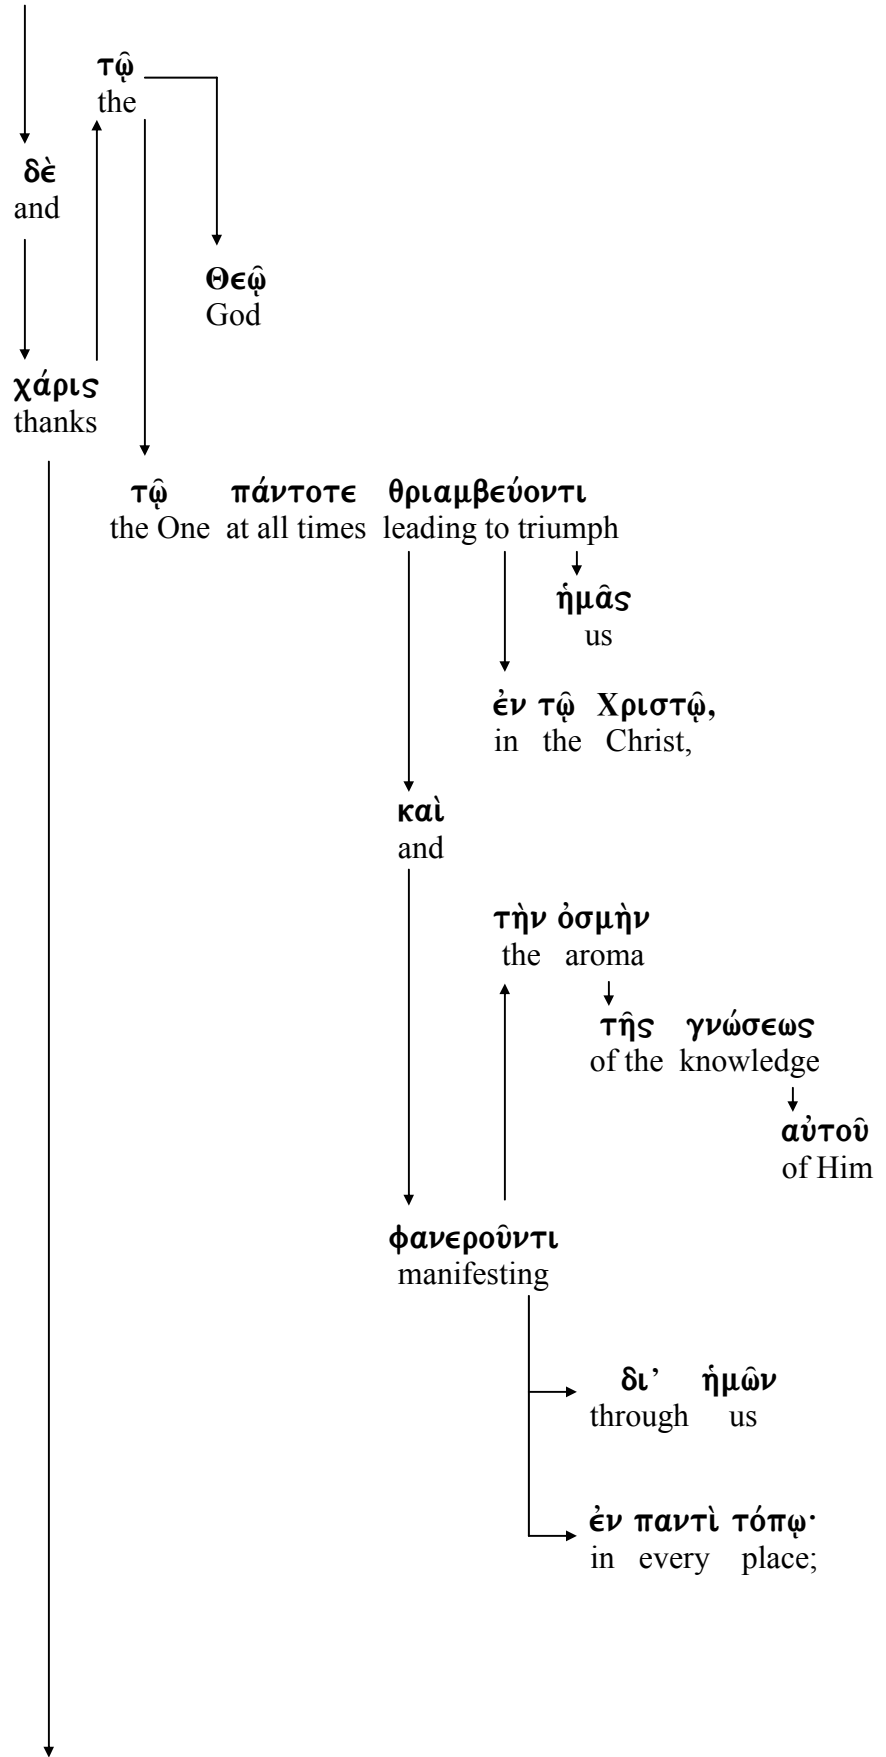 τῷ
the
δὲ
and
Θεῷ
God
χάρις
thanks
τῷ πάντοτε θριαμβεύοντι
the One at all times leading to triumph
ἡμᾶς
us
ἐν τῷ Χριστῷ,
in the Christ,
καὶ
and
τὴν ὀσμὴν
the aroma
τῆς γνώσεως
of the knowledge
αὐτοῦ
of Him
φανεροῦντι
manifesting
δι’ ἡμῶν
through us
ἐν παντὶ τόπῳ·
in every place;